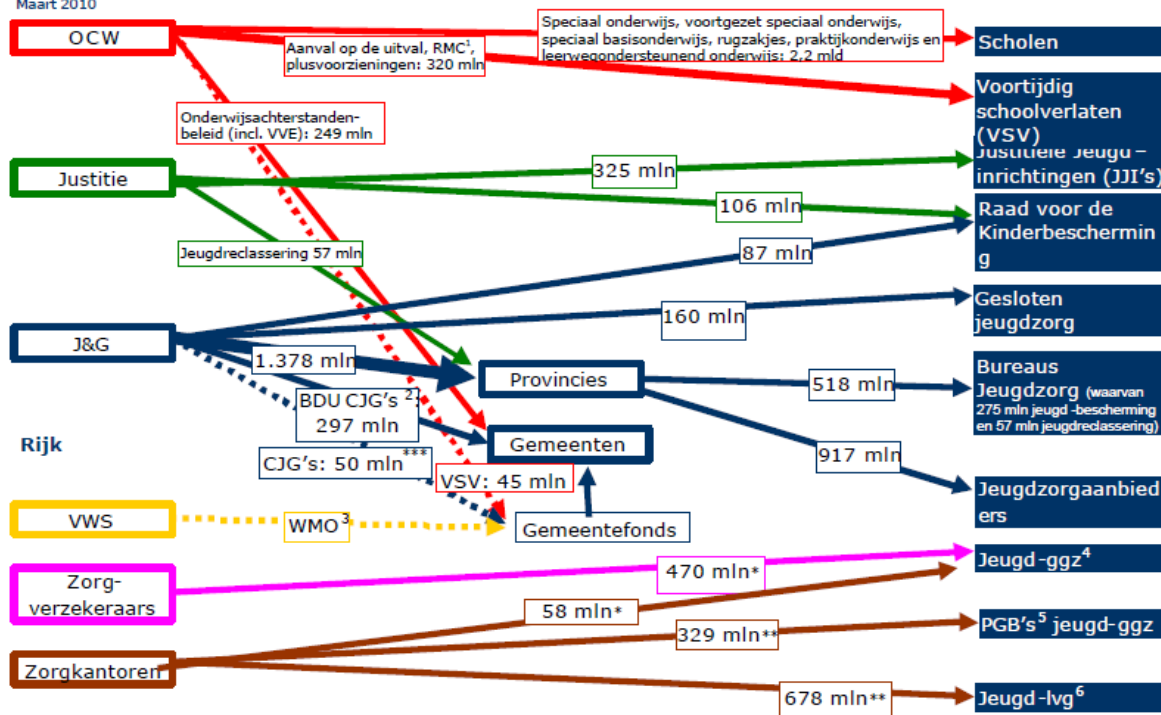 Maart 2010
OCW
Aanval op de uitval, RMC¹,
plusvoorzieningen: 320 mln
Speciaal onderwijs, voortgezet speciaal onderwijs,
speciaal basisonderwijs, rugzakjes, praktijkonderwijs en
leerwegondersteunend onderwijs: 2,2 mld
Scholen
Onderwijsachterstanden-
beleid (incl. VVE): 249 mln
Voortijdig
schoolverlaten
(VSV)
Justitie
325 mln
Justitiële Jeugd-
inrichtingen (JJI's)
106 mln
Raad voor de
Kinderbeschermin
g
Jeugdreclassering 57 mln
87 mln
J&G
160 mln
Gesloten
jeugdzorg
1.378 mln
Provincies
518 mln
Bureaus
Jeugdzorg (waarvan
275 mln jeugd-bescherming
en 57 mln jeugdreclassering)
BDU CJG's ²:
297 mln
Rijk
Gemeenten
917 mln
CJG's: 50 mln***
VSV: 45 mln
Jeugdzorgaanbied
ers
VWS
WMO³
Gemeentefonds
Zorg-
verzekeraars
470 mln*
Jeugd-ggz⁴
58 mln*
329 mln**
PGB's⁵ jeugd-ggz
Zorgkantoren
678 mln**
Jeugd-lvg⁶